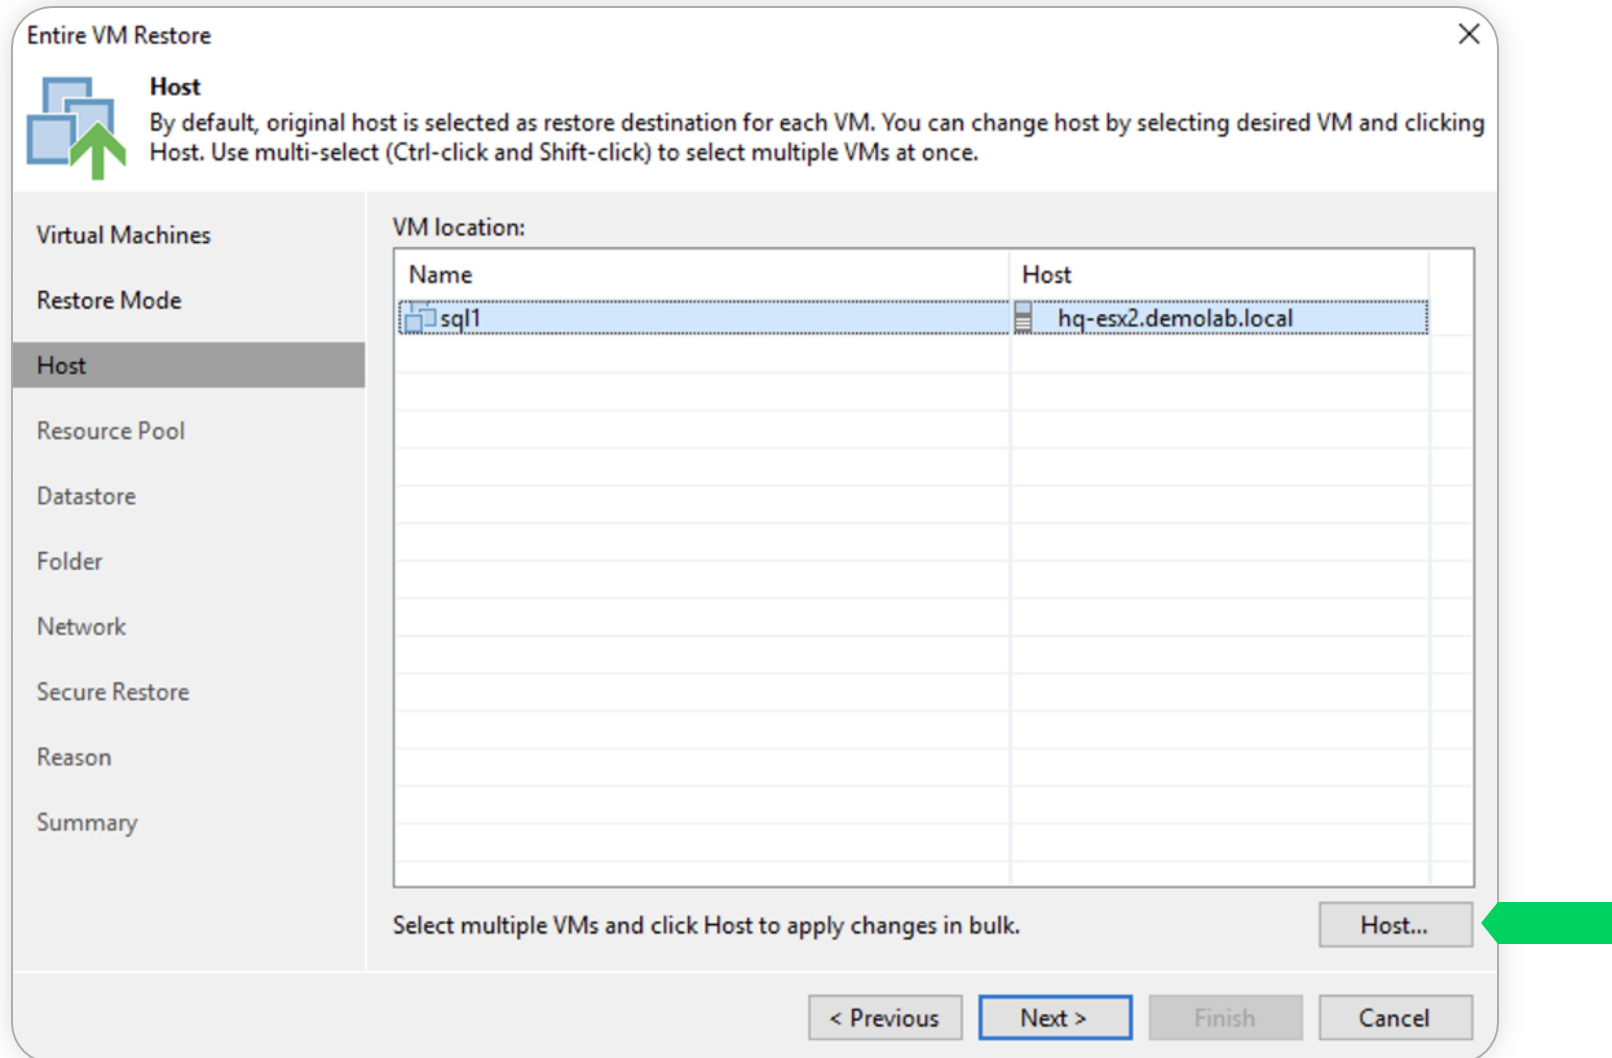 Entire VM Restore
Host
By default, original host is selected as restore destination for each VM. You can change host by selecting desired VM and clicking
Host. Use multi-select (Ctrl-click and Shift-click) to select multiple VMs at once.
Virtual Machines
Restore Mode
Host
Resource Pool
Datastore
Folder
Network
Secure Restore
Reason
Summary
VM location:
Name Host
sql1 hq-esx2.demolab.local
Select multiple VMs and click Host to apply changes in bulk.
Host...
< Previous Next > Finish Cancel